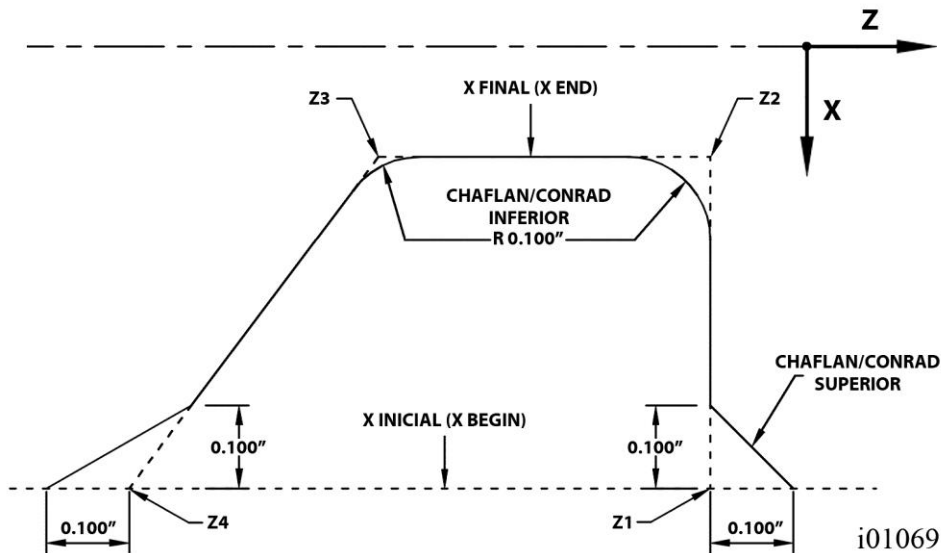 Z
X FINAL (X END)
Z3
Z2
X
CHAFLAN/CONRAD
INFERIOR
R 0.100"
CHAFLAN/CONRAD
SUPERIOR
X INICIAL (X BEGIN)
0.100"
0.100"
Z4
Z1
0.100"
0.100"
i01069